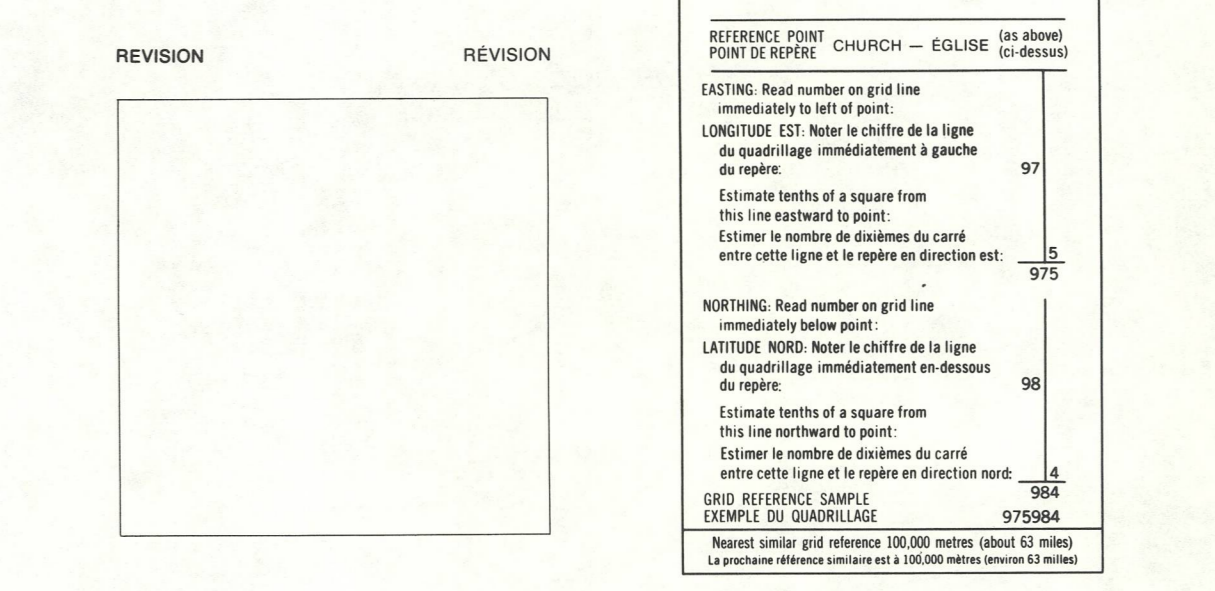 REVISION RÉVISION
REFERENCE POINT
POINT DE REPÈRE
CHURCH — ÉGLISE
(as above)
(ci-dessus)
EASTING: Read number on grid line
immediately to left of point:
LONGITUDE EST: Noter le chiffre de la ligne
du quadrillage immédiatement à gauche
du repère: 97
Estimate tenths of a square from
this line eastward to point:
Estimer le nombre de dixièmes du carré
entre cette ligne et le repère en direction est: 5
975
NORTHING: Read number on grid line
immediately below point:
LATITUDE NORD: Noter le chiffre de la ligne
du quadrillage immédiatement en-dessous
du repère: 98
Estimate tenths of a square from
this line northward to point:
Estimer le nombre de dixièmes du carré
entre cette ligne et le repère en direction nord: 4
984
GRID REFERENCE SAMPLE
EXEMPLE DU QUADRILLAGE 975984
Nearest similar grid reference 100,000 metres (about 63 miles)
La prochaine référence similaire est à 100,000 mètres (environ 63 milles)